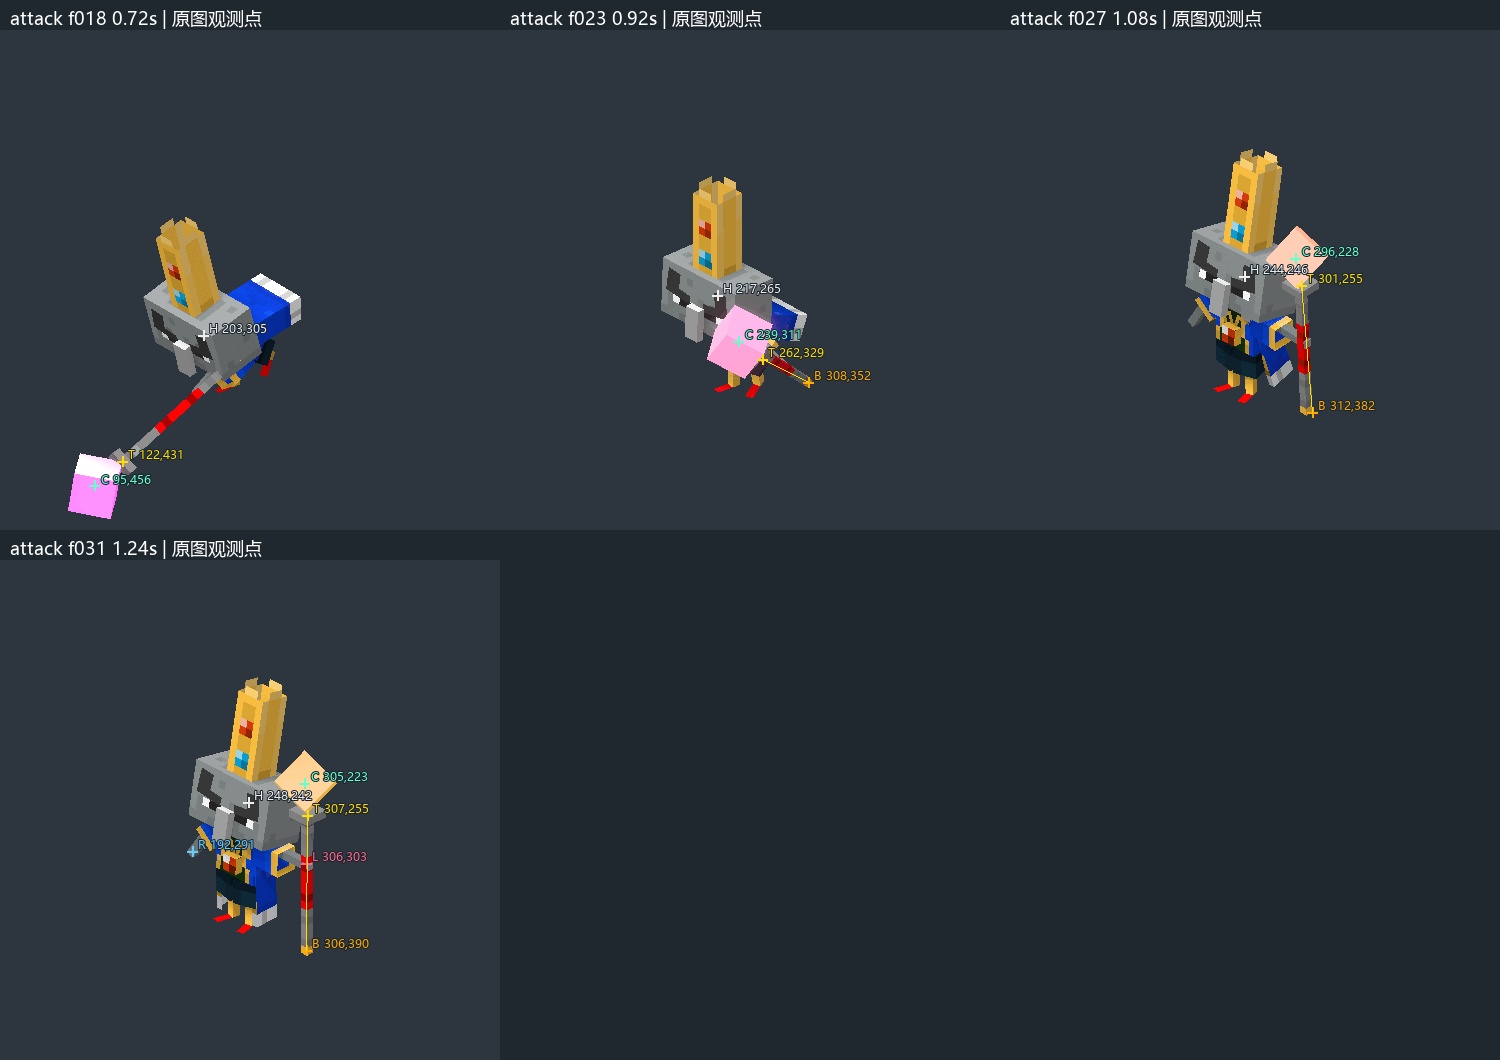 attack f018 0.72s | 原图观测点
attack f023 0.92s | 原图观测点
attack f027 1.08s | 原图观测点
H 203,305
T 122,431
C 95,456
H 217,265
C 239,311
T 262,329
B 308,352
C 296,228
H 244,246
T 301,255
B 312,382
attack f031 1.24s | 原图观测点
C 305,223
H 248,242
T 307,255
R 192,291
L 306,303
B 306,390